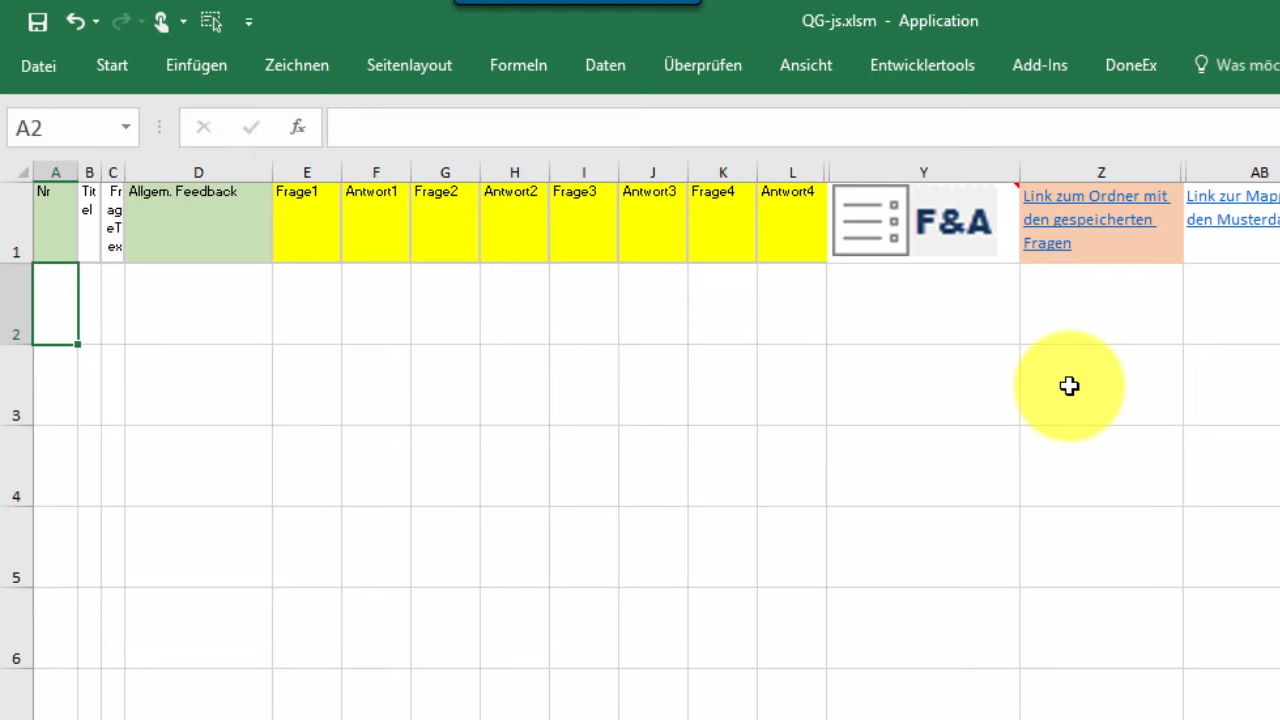 QG-js.xlsm - Application
Datei Start Einfügen Zeichnen Seitenlayout Formeln Daten Überprüfen Ansicht Entwicklertools Add-Ins DoneEx Was möc
A2 fx
A B C D E F G H I J K L Y Z AB
1 Nr
Tit
el
Fr
ag
eT
ex
Allgem. Feedback
Frage1 Antwort1 Frage2 Antwort2 Frage3 Antwort3 Frage4 Antwort4
F&A
Link zum Ordner mit
den gespeicherten
Fragen
Link zur Mapp
den Musterda
2
3
4
5
6